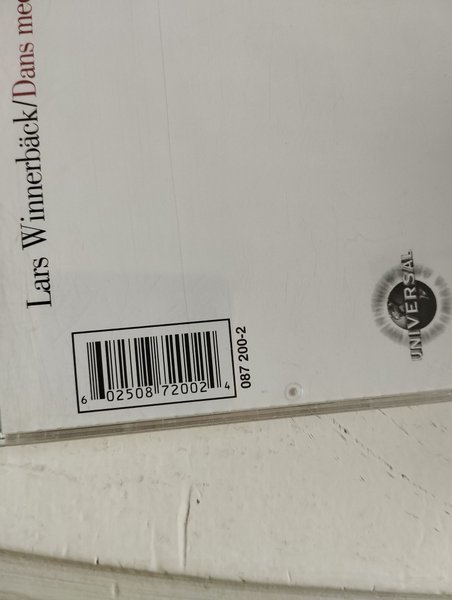 Lars Winnerbäck/Dans med
UNIVERSAL
6 02508 72002 4
087 200-2